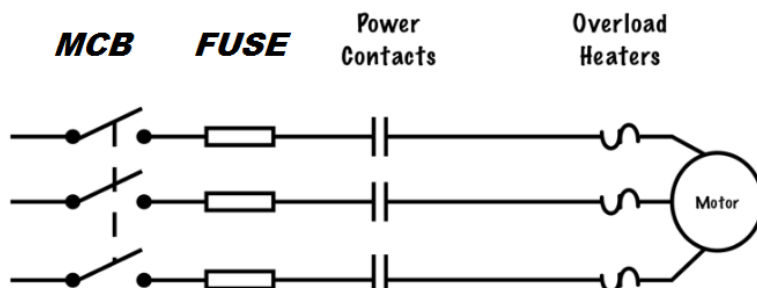 MCB
FUSE
Power
Contacts
Overload
Heaters
Motor